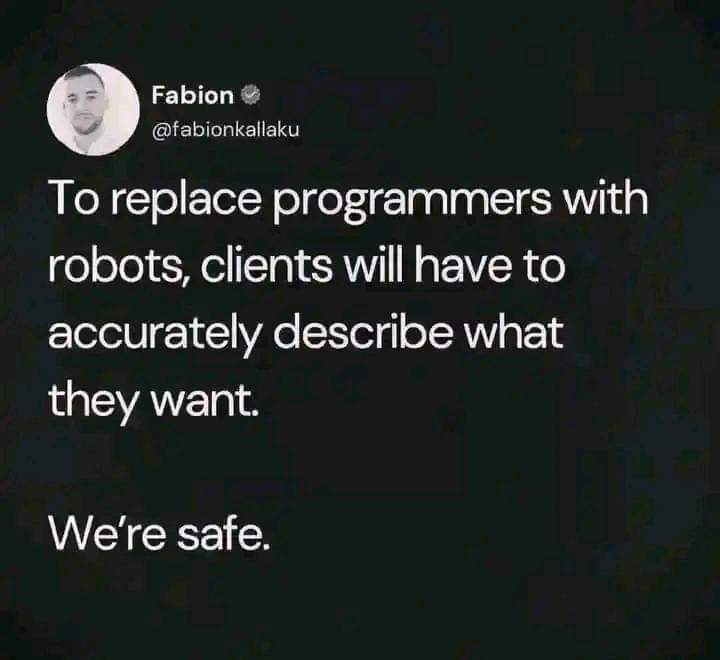 Fabion
@fabionkallaku
To replace programmers with
robots, clients will have to
accurately describe what
they want.
We’re safe.